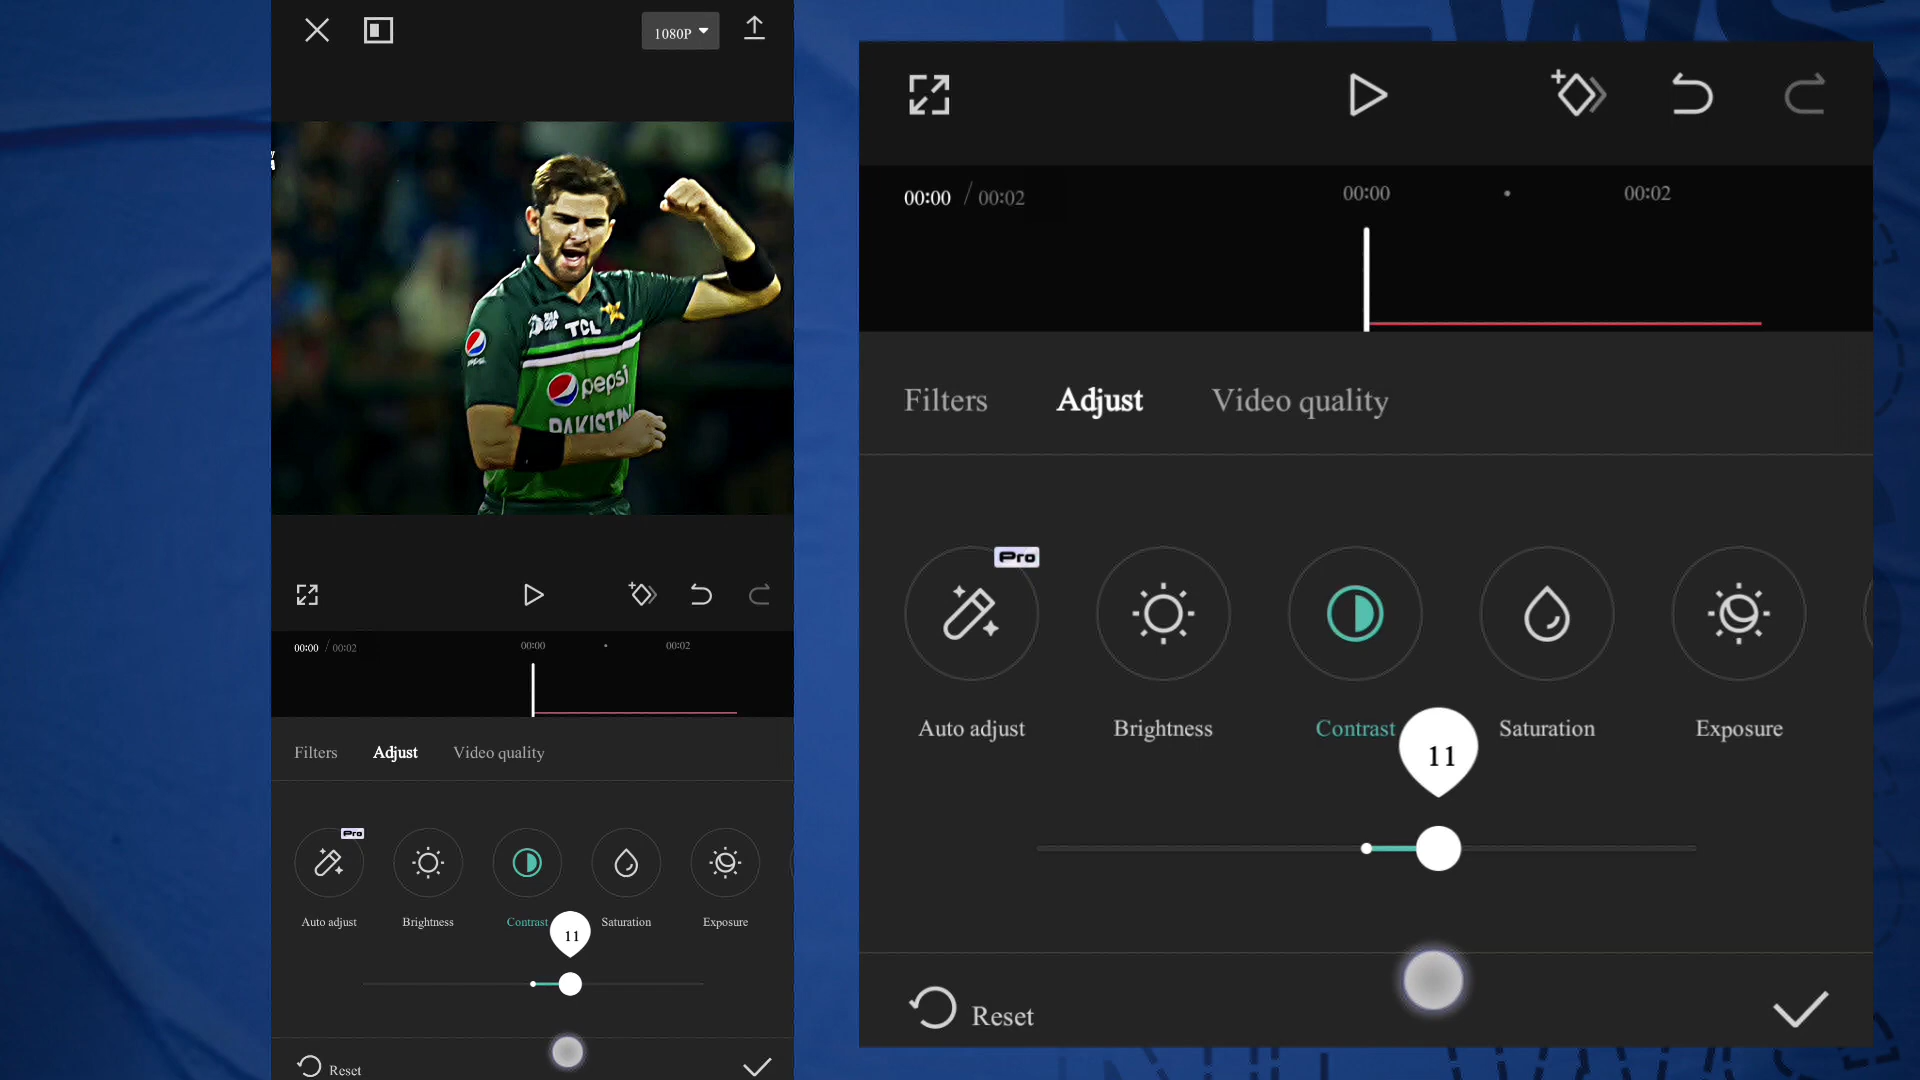 1080P
TCL
pepsi
pepsi
PAKISTAN
00:00 / 00:02
00:00
00:02
Filters
Adjust
Video quality
Pro
Auto adjust
Brightness
Contrast
Saturation
Exposure
11
Reset
NEWS
00:00 / 00:02
00:00
00:02
Filters
Adjust
Video quality
Pro
Auto adjust
Brightness
Contrast
Saturation
Exposure
11
Reset